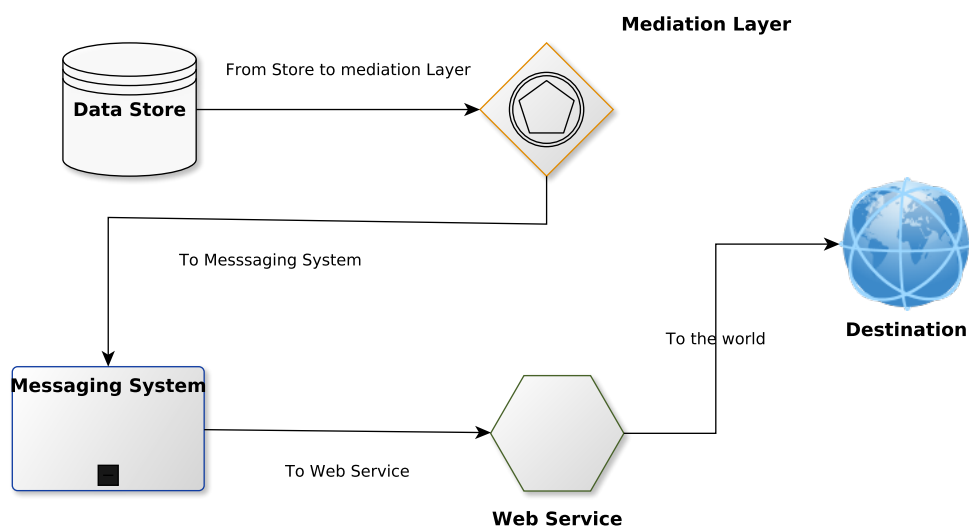 Mediation Layer
From Store to mediation Layer
Data Store
To Messsaging System
Destination
To the world
Messaging System
To Web Service
Web Service